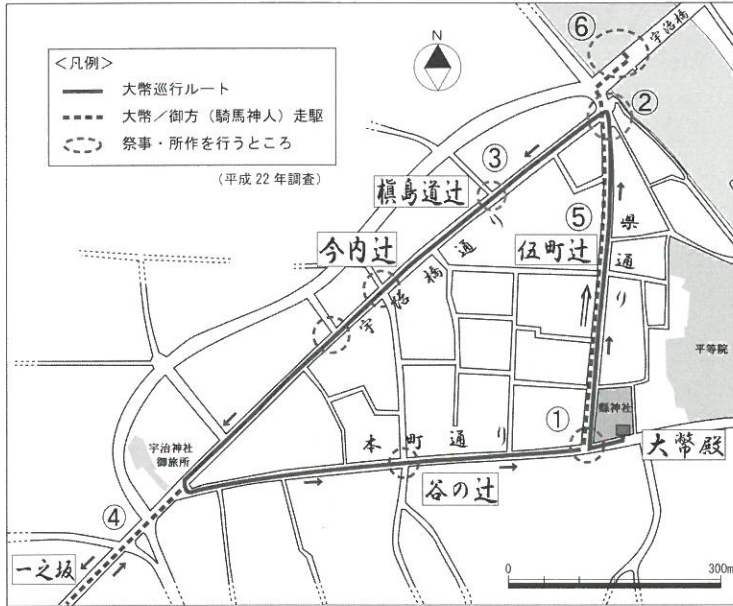 <凡例>
大幣巡行ルート
大幣／御方（騎馬神人）走駆
祭事・所作を行うところ
（平成22年調査）
N
⑥
宇治橋
②
③
槇島道辻
今内辻
宇治橋通り
⑤
県通り
伍町辻
平等院
①
縣神社
大幣殿
本町通り
谷の辻
宇治神社
御旅所
④
一之坂
0
300m